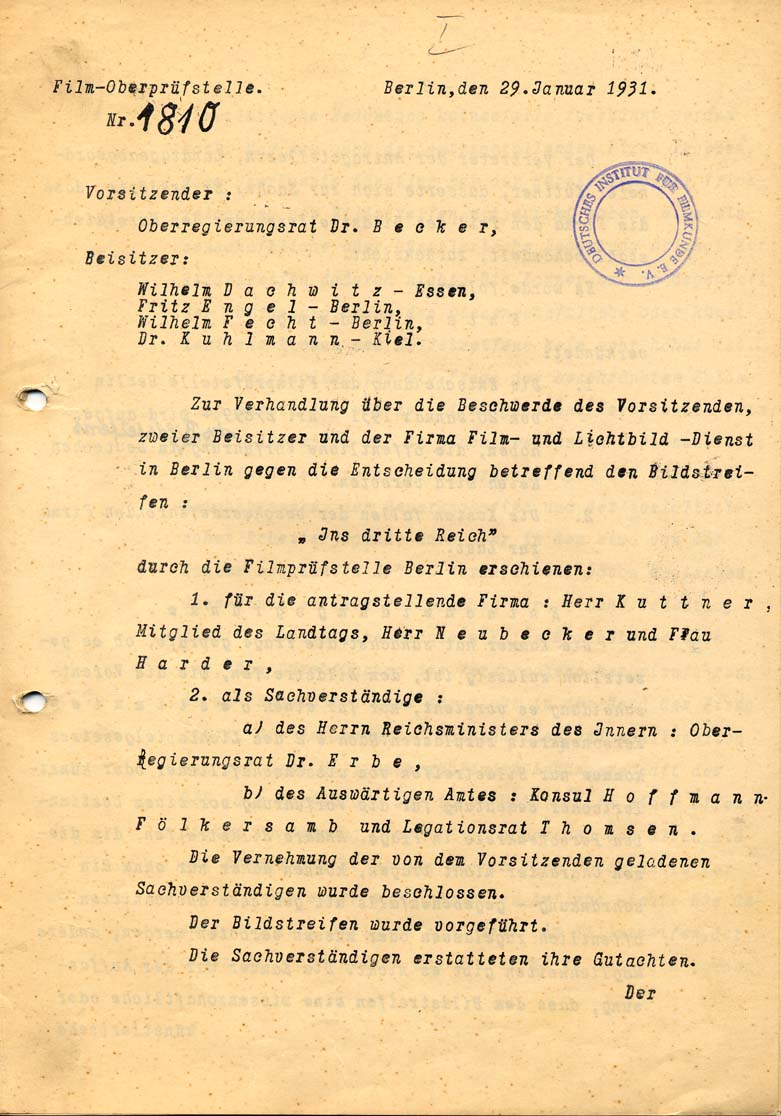 I
Film-Oberprüfstelle. Berlin,den 29.Januar 1931.
Nr.1810
DEUTSCHES INSTITUT FÜR FILMKUNDE E.V.
Vorsitzender :
Oberregierungsrat Dr. B e c k e r,
Beisitzer:
Wilhelm D a c h w i t z - Essen,
Fritz E n g e l - Berlin,
Wilhelm F e c h t - Berlin,
Dr. K u h l m a n n - Kiel.
Zur Verhandlung über die Beschwerde des Vorsitzenden,
zweier Beisitzer und der Firma Film- und Lichtbild -Dienst
in Berlin gegen die Entscheidung betreffend den Bildstrei-
fen :
„ Ins dritte Reich"
durch die Filmprüfstelle Berlin erschienen:
1. für die antragstellende Firma : Herr K u t t n e r ,
Mitglied des Landtags, Herr N e u b e c k e r und Frau
H a r d e r ,
2. als Sachverständige :
a) des Herrn Reichsministers des Innern : Ober-
Regierungsrat Dr. E r b e ,
b) des Auswärtigen Amtes : Konsul H o f f m a n n-
F ö l k e r s a m b und Legationsrat T h o m s e n .
Die Vernehmung der von dem Vorsitzenden geladenen
Sachverständigen wurde beschlossen.
Der Bildstreifen wurde vorgeführt.
Die Sachverständigen erstatteten ihre Gutachten.
Der